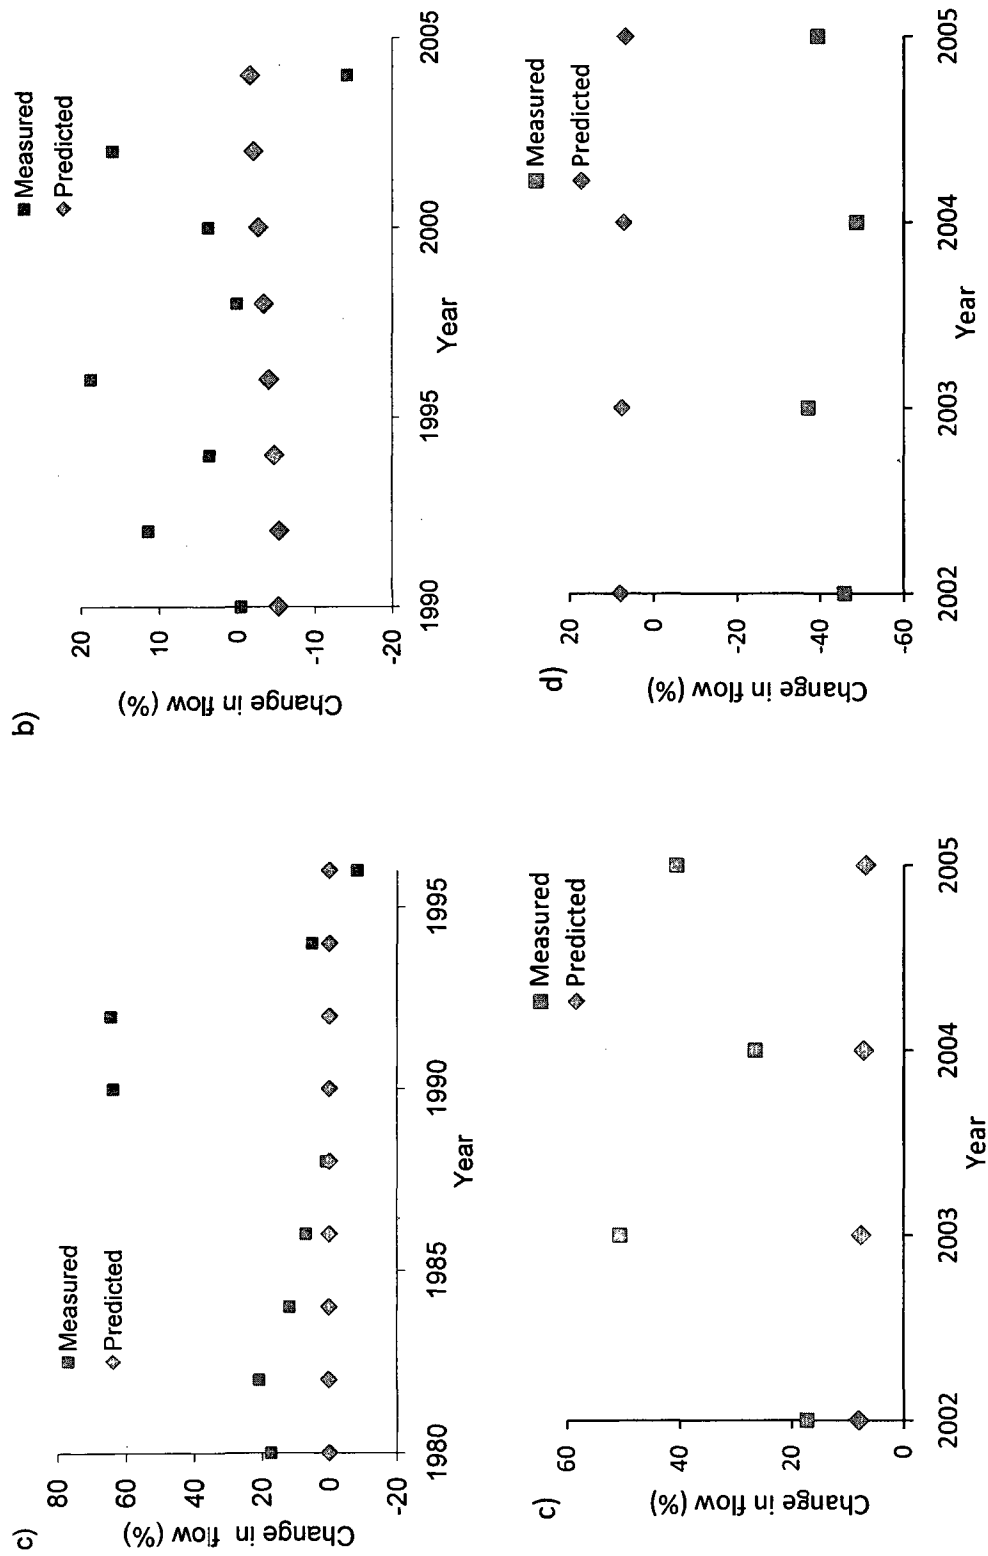 c)
Change in flow (%)
80
60
40
20
0
-20
Measured
Predicted
1980
1985
1990
1995
Year
b)
Change in flow (%)
20
10
0
-10
-20
Measured
Predicted
1990
1995
2000
2005
Year
c)
Change in flow (%)
60
40
20
0
Measured
Predicted
2002
2003
2004
2005
Year
d)
Change in flow (%)
20
0
-20
-40
-60
Measured
Predicted
2002
2003
2004
2005
Year